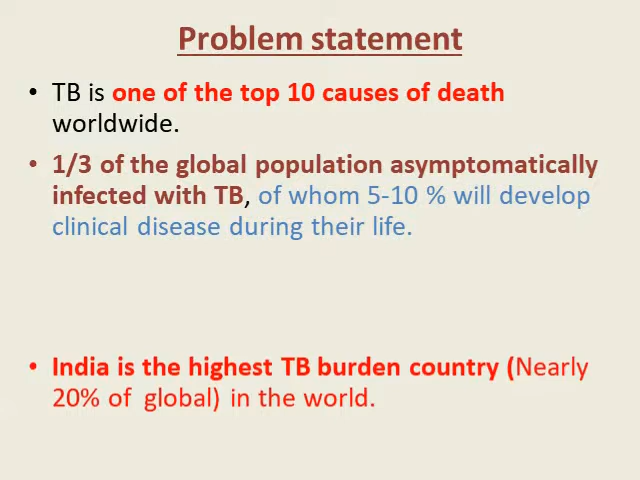 Problem statement
• TB is one of the top 10 causes of death
worldwide.
• 1/3 of the global population asymptomatically
infected with TB, of whom 5-10 % will develop
clinical disease during their life.
• India is the highest TB burden country (Nearly
20% of  global) in the world.